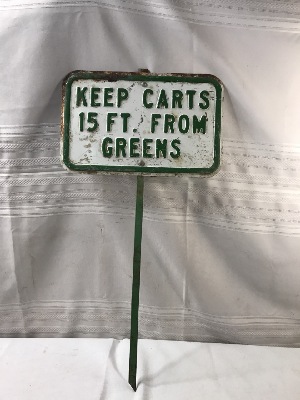 KEEP CARTS
15 FT. FROM
GREENS